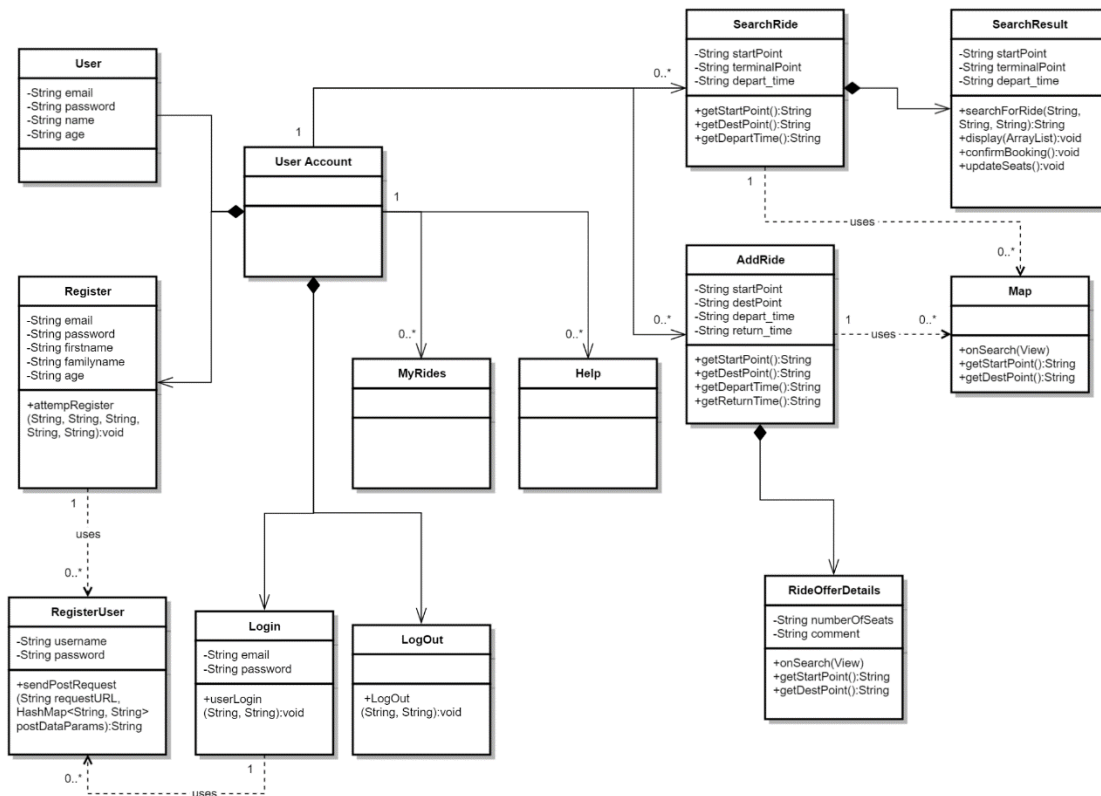 User
-String email
-String password
-String name
-String age
User Account
1
1
Register
-String email
-String password
-String firstname
-String familyname
-String age
+attempRegister
(String, String, String,
String, String):void
1
uses
0..*
RegisterUser
-String username
-String password
+sendPostRequest
(String requestURL,
HashMap<String, String>
postDataParams):String
0..*
uses
1
Login
-String email
-String password
+userLogin
(String, String):void
LogOut
+LogOut
(String, String):void
0..*
MyRides
0..*
Help
0..*
SearchRide
-String startPoint
-String terminalPoint
-String depart_time
+getStartPoint():String
+getDestPoint():String
+getDepartTime():String
1
uses
0..*
SearchResult
-String startPoint
-String terminalPoint
-String depart_time
+searchForRide(String,
String, String):String
+display(ArrayList):void
+confirmBooking():void
+updateSeats():void
0..*
AddRide
-String startPoint
-String destPoint
-String depart_time
-String return_time
+getStartPoint():String
+getDestPoint():String
+getDepartTime():String
+getReturnTime():String
1
uses
0..*
Map
+onSearch(View)
+getStartPoint():String
+getDestPoint():String
RideOfferDetails
-String numberOfSeats
-String comment
+onSearch(View)
+getStartPoint():String
+getDestPoint():String